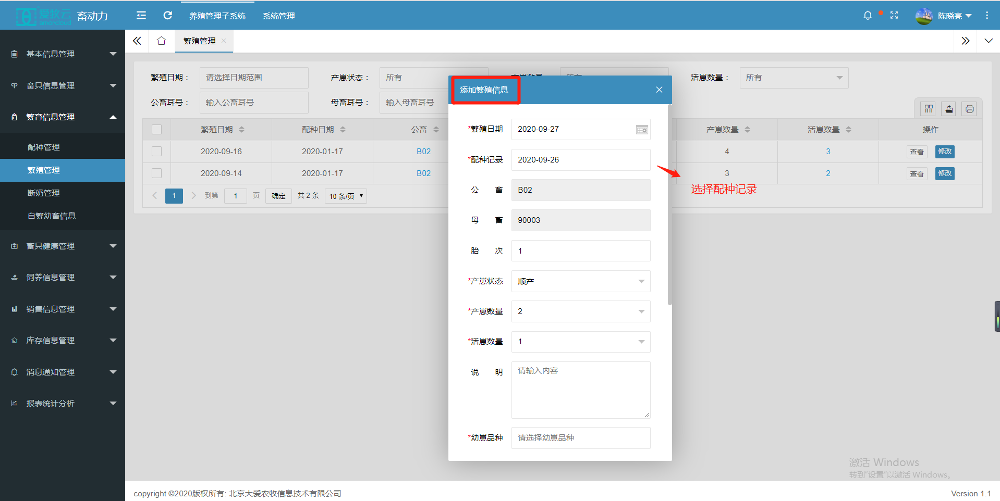 爱牧云
amorcloud
畜动力
养殖管理子系统
系统管理
陈晓亮
基本信息管理
畜只信息管理
繁育信息管理
配种管理
繁殖管理
断奶管理
自繁幼畜信息
畜只健康管理
饲养信息管理
销售信息管理
库存信息管理
消息通知管理
报表统计分析
繁殖管理
繁殖日期： 请选择日期范围 产崽状态： 所有 活崽数量： 所有
公畜耳号： 输入公畜耳号 母畜耳号： 输入母畜耳号
繁殖日期 配种日期 公畜 产崽数量 活崽数量 操作
2020-09-16 2020-01-17 B02 4 3 查看 修改
2020-09-14 2020-01-17 B02 3 2 查看 修改
1 到第 1 页 确定 共 2 条 10 条/页
添加繁殖信息
*繁殖日期 2020-09-27
*配种记录 2020-09-26
公 畜 B02
母 畜 90003
胎 次 1
*产崽状态 顺产
*产崽数量 2
*活崽数量 1
说 明 请输入内容
*幼崽品种 请选择幼崽品种
选择配种记录
激活 Windows
转到“设置”以激活 Windows。
copyright ©2020版权所有: 北京大爱农牧信息技术有限公司
Version 1.1